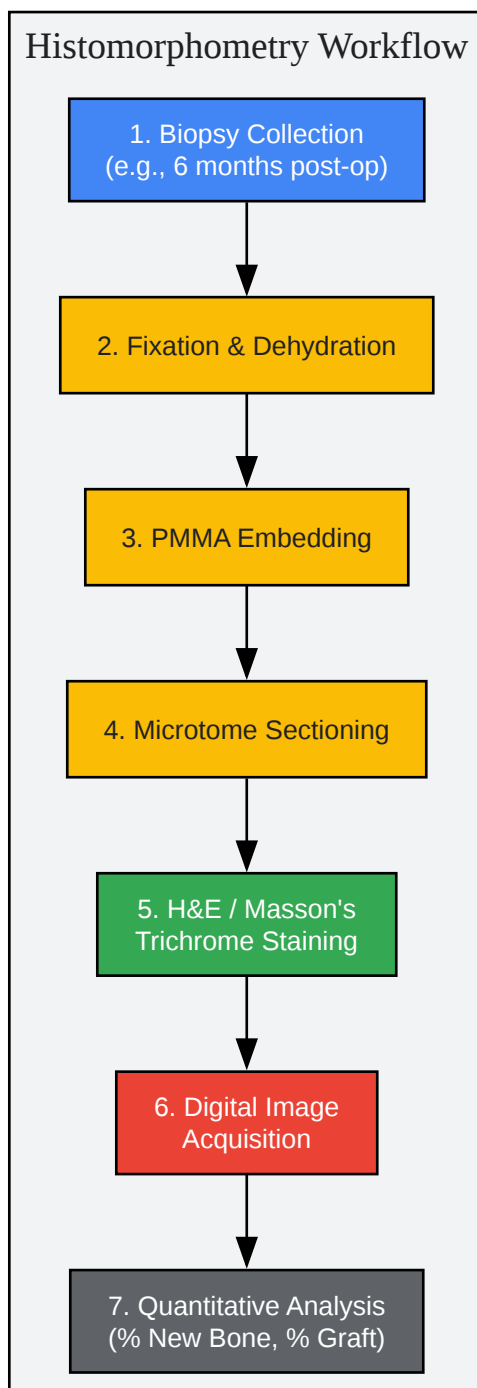 Histomorphometry Workflow
1. Biopsy Collection
(e.g., 6 months post-op)
2. Fixation & Dehydration
3. PMMA Embedding
4. Microtome Sectioning
5. H&E / Masson's
Trichrome Staining
6. Digital Image
Acquisition
7. Quantitative Analysis
(% New Bone, % Graft)